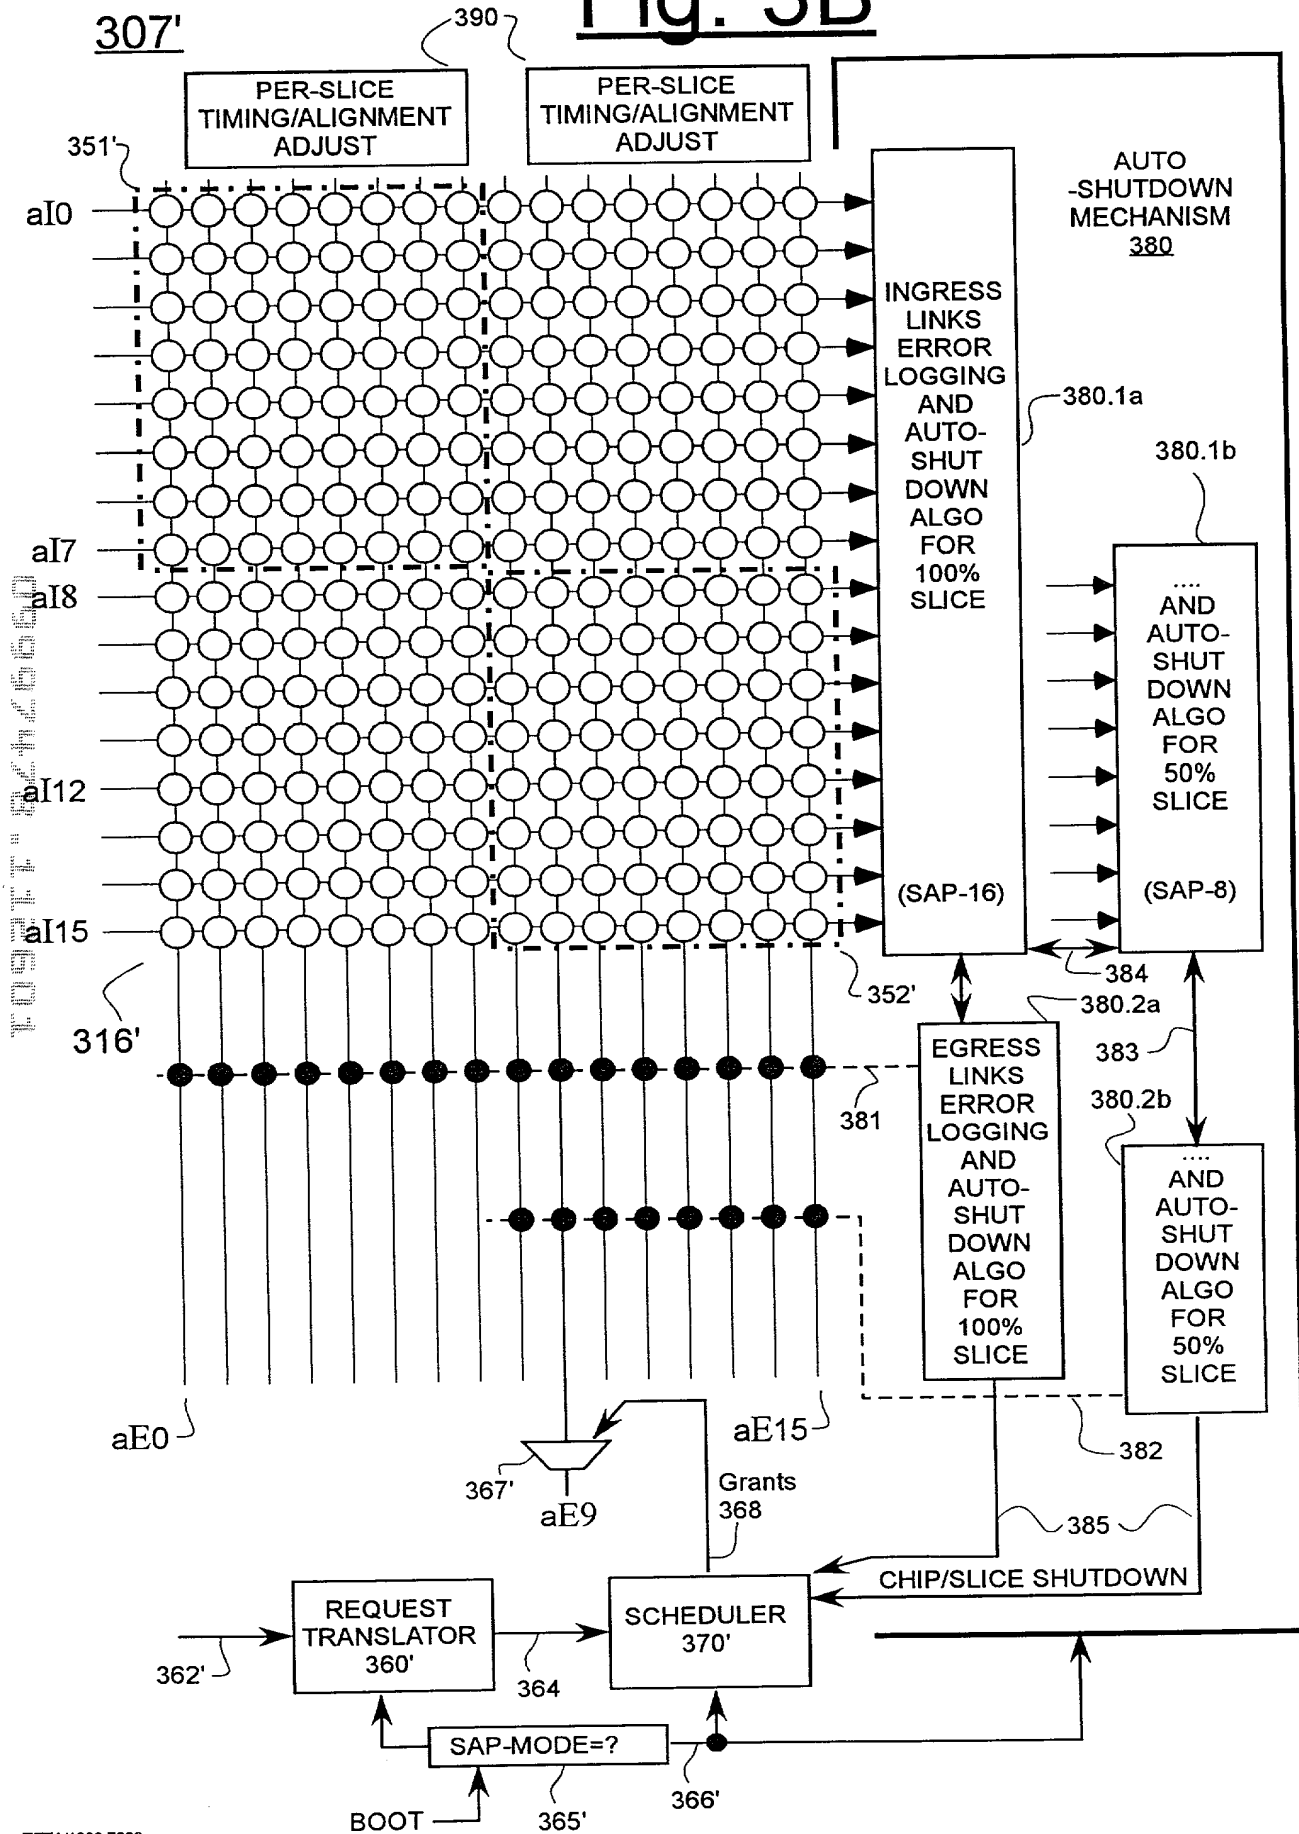 Fig. 3B
307'
390
PER-SLICE
TIMING/ALIGNMENT
ADJUST
PER-SLICE
TIMING/ALIGNMENT
ADJUST
351'
AUTO
-SHUTDOWN
MECHANISM
380
aI0
aI7
aI8
aI12
aI15
INGRESS
LINKS
ERROR
LOGGING
AND
AUTO-
SHUT
DOWN
ALGO
FOR
100%
SLICE
(SAP-16)
380.1a
380.1b
....
AND
AUTO-
SHUT
DOWN
ALGO
FOR
50%
SLICE
(SAP-8)
384
352'
380.2a
316'
383
EGRESS
LINKS
ERROR
LOGGING
AND
AUTO-
SHUT
DOWN
ALGO
FOR
100%
SLICE
381
380.2b
....
AND
AUTO-
SHUT
DOWN
ALGO
FOR
50%
SLICE
aE0
aE15
382
367'
aE9
Grants
368
385
CHIP/SLICE SHUTDOWN
REQUEST
TRANSLATOR
360'
SCHEDULER
370'
362'
364
SAP-MODE=?
366'
365'
BOOT